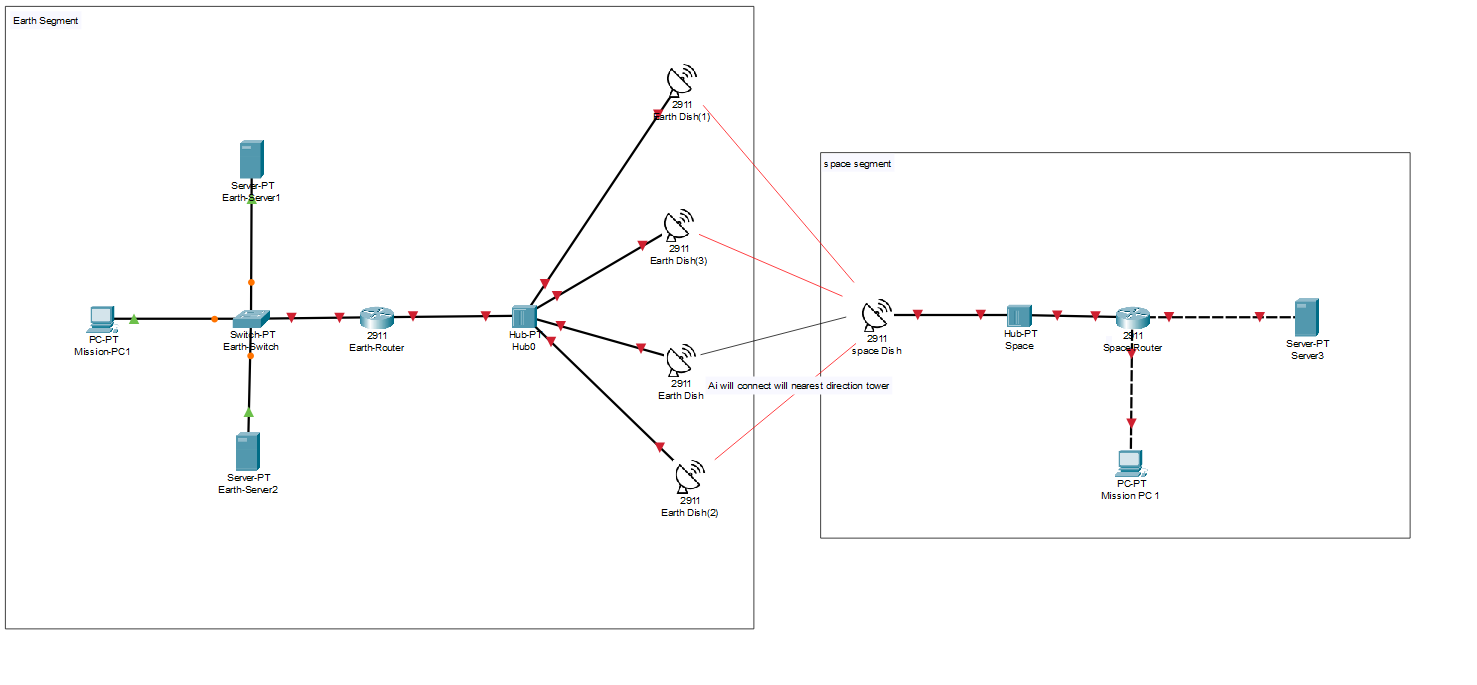 Earth Segment
2911
Earth Dish(1)
space segment
Server-PT
Earth-Server1
2911
Earth Dish(3)
PC-PT
Mission-PC1
Switch-PT
Earth-Switch
2911
Earth-Router
Hub-PT
Hub0
2911
space Dish
Hub-PT
Space
2911
Space-Router
Server-PT
Server3
2911
Earth Dish
Ai will connect will nearest direction tower
Server-PT
Earth-Server2
PC-PT
Mission PC 1
2911
Earth Dish(2)